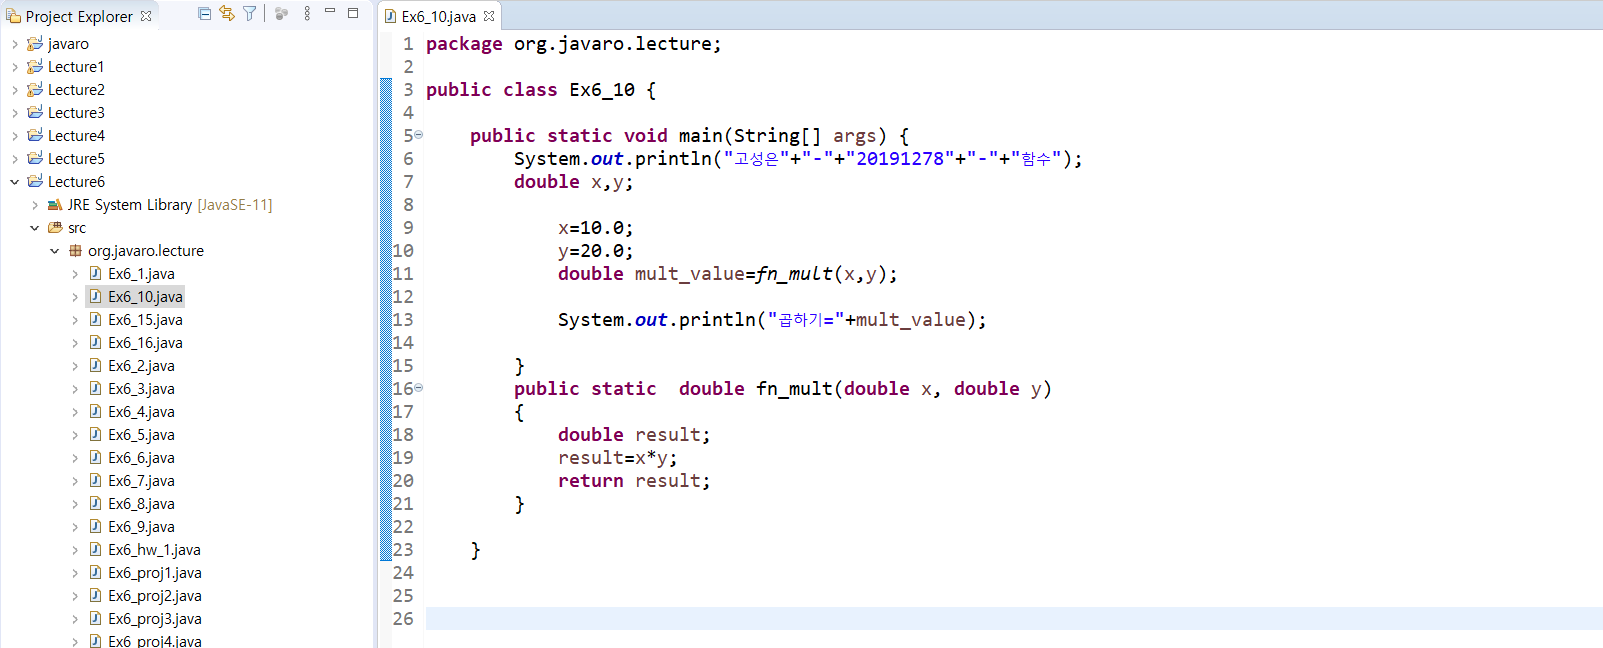 Project Explorer
javaro
Lecture1
Lecture2
Lecture3
Lecture4
Lecture5
Lecture6
JRE System Library [JavaSE-11]
src
org.javaro.lecture
Ex6_1.java
Ex6_10.java
Ex6_15.java
Ex6_16.java
Ex6_2.java
Ex6_3.java
Ex6_4.java
Ex6_5.java
Ex6_6.java
Ex6_7.java
Ex6_8.java
Ex6_9.java
Ex6_hw_1.java
Ex6_proj1.java
Ex6_proj2.java
Ex6_proj3.java
Ex6_proj4.java
Ex6_10.java
1 package org.javaro.lecture;
2
3 public class Ex6_10 {
4
5 public static void main(String[] args) {
6 System.out.println("고성은"+"-"+"20191278"+"-"+"함수");
7 double x,y;
8
9 x=10.0;
10 y=20.0;
11 double mult_value=fn_mult(x,y);
12
13 System.out.println("곱하기="+mult_value);
14
15 }
16 public static  double fn_mult(double x, double y)
17 {
18 double result;
19 result=x*y;
20 return result;
21 }
22
23 }
24
25
26